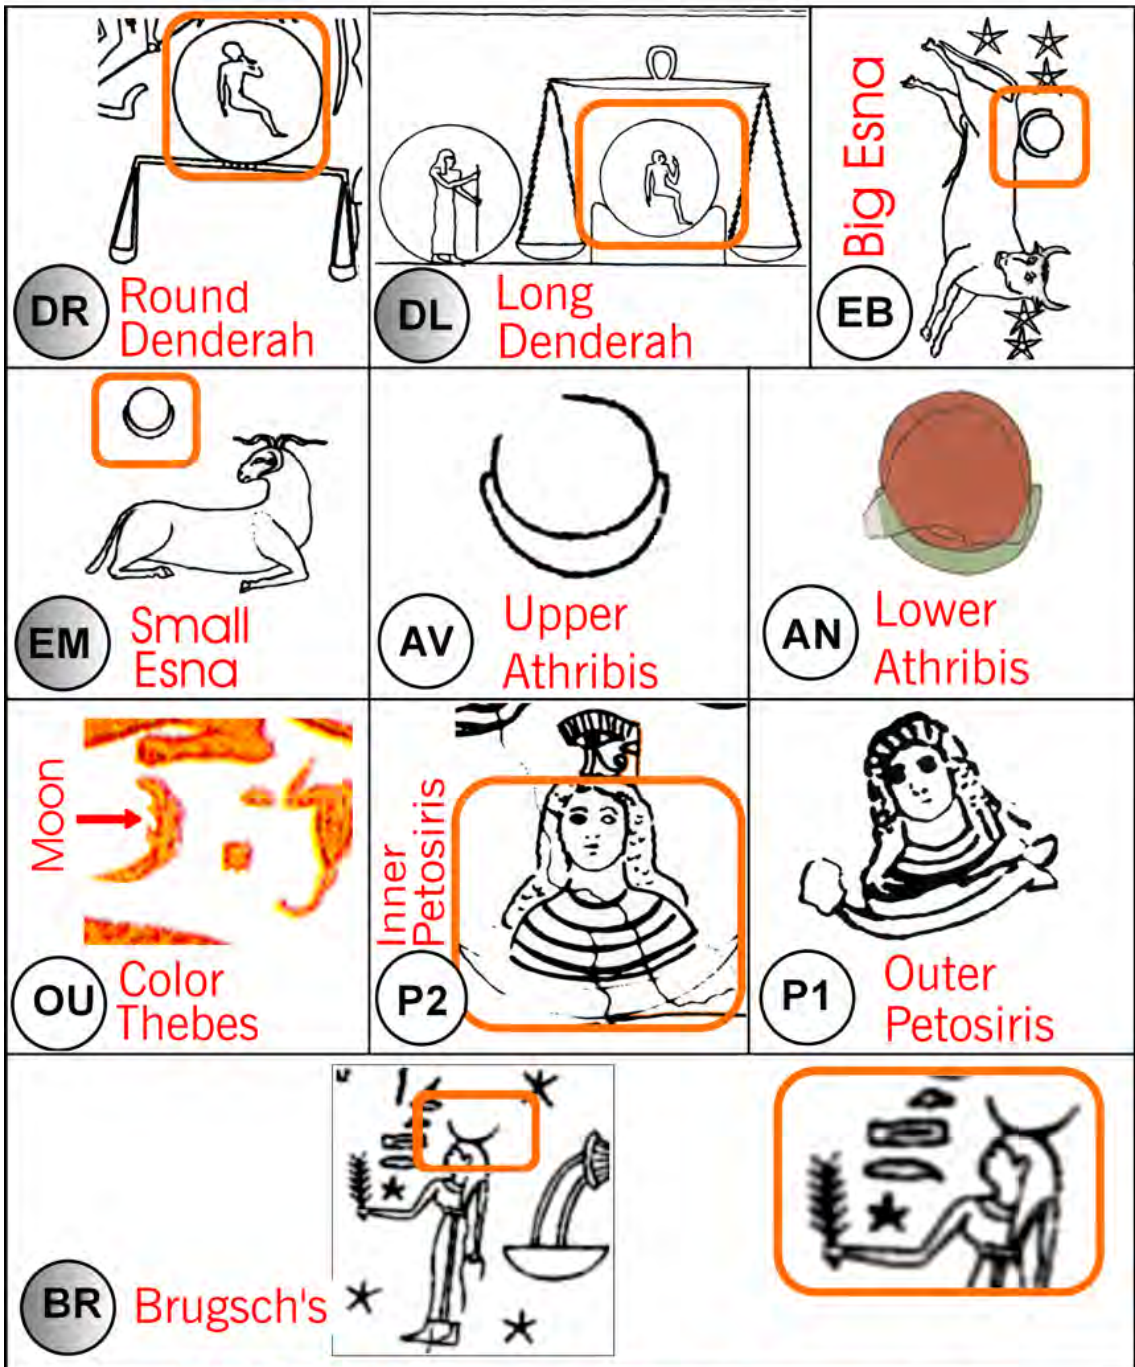 DR
Round
Denderah
DL
Long
Denderah
Big Esna
EB
EM
Small
Esna
AV
Upper
Athribis
AN
Lower
Athribis
Moon
OU
Color
Thebes
Inner
Petosiris
P2
P1
Outer
Petosiris
BR
Brugsch's